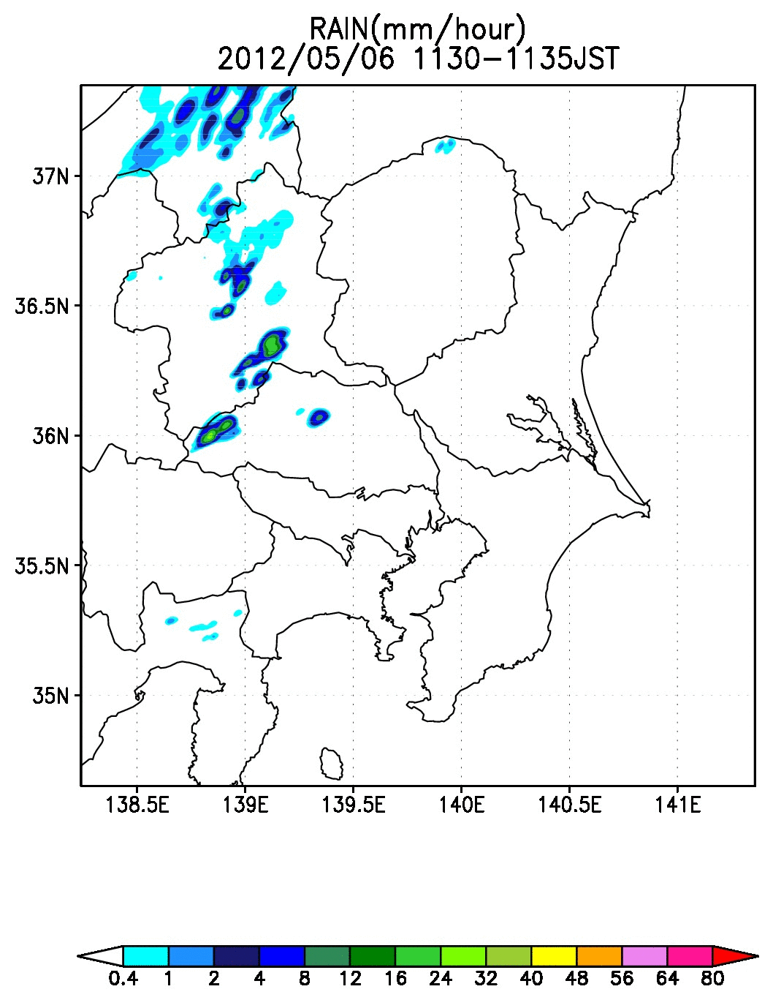 RAIN(mm/hour)
2012/05/06 1130-1135JST
37N
36.5N
36N
35.5N
35N
138.5E 139E 139.5E 140E 140.5E 141E
0.4 1 2 4 8 12 16 24 32 40 48 56 64 80